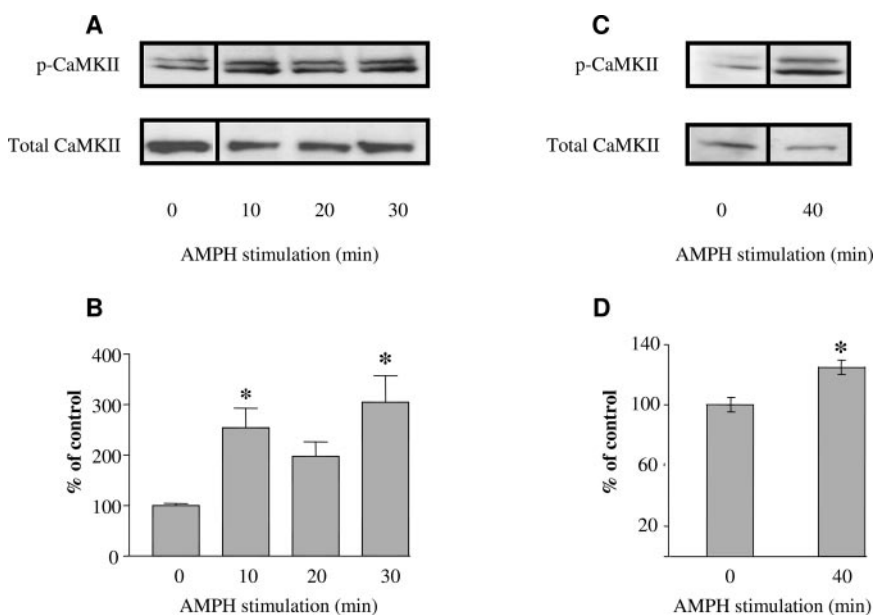 A
p-CaMKII
Total CaMKII
0 10 20 30
AMPH stimulation (min)
C
p-CaMKII
Total CaMKII
0 40
AMPH stimulation (min)
B
% of control
400
300
200
100
0
* *
0 10 20 30
AMPH stimulation (min)
D
% of control
140
100
60
20
*
0 40
AMPH stimulation (min)